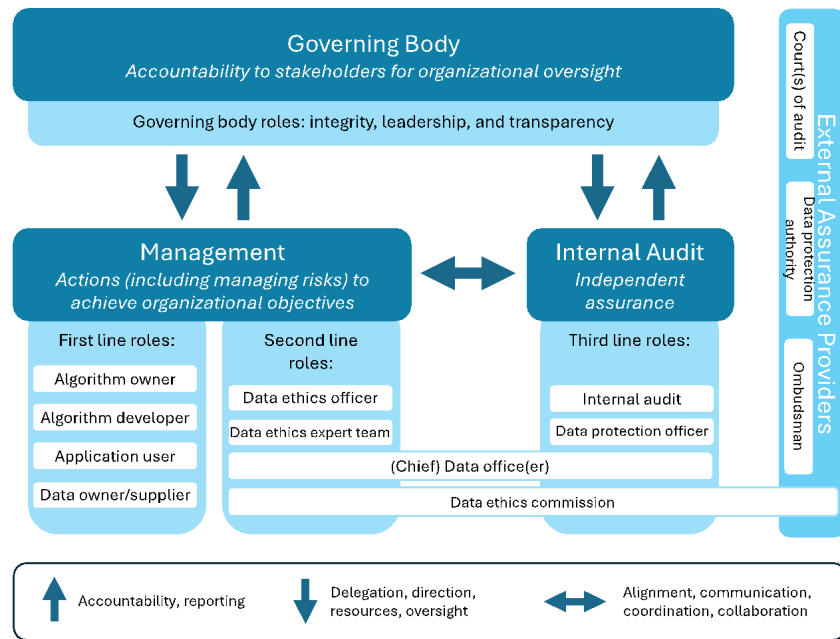 Governing Body
Accountability to stakeholders for organizational oversight
Governing body roles: integrity, leadership, and transparency
Management
Actions (including managing risks) to
achieve organizational objectives
Internal Audit
Independent
assurance
First line roles:
Algorithm owner
Algorithm developer
Application user
Data owner/supplier
Second line
roles:
Data ethics officer
Data ethics expert team
Third line roles:
Internal audit
Data protection officer
(Chief) Data office(er)
Data ethics commission
External Assurance Providers
Court(s) of audit
Data protection
authority
Ombudsman
Accountability, reporting
Delegation, direction,
resources, oversight
Alignment, communication,
coordination, collaboration